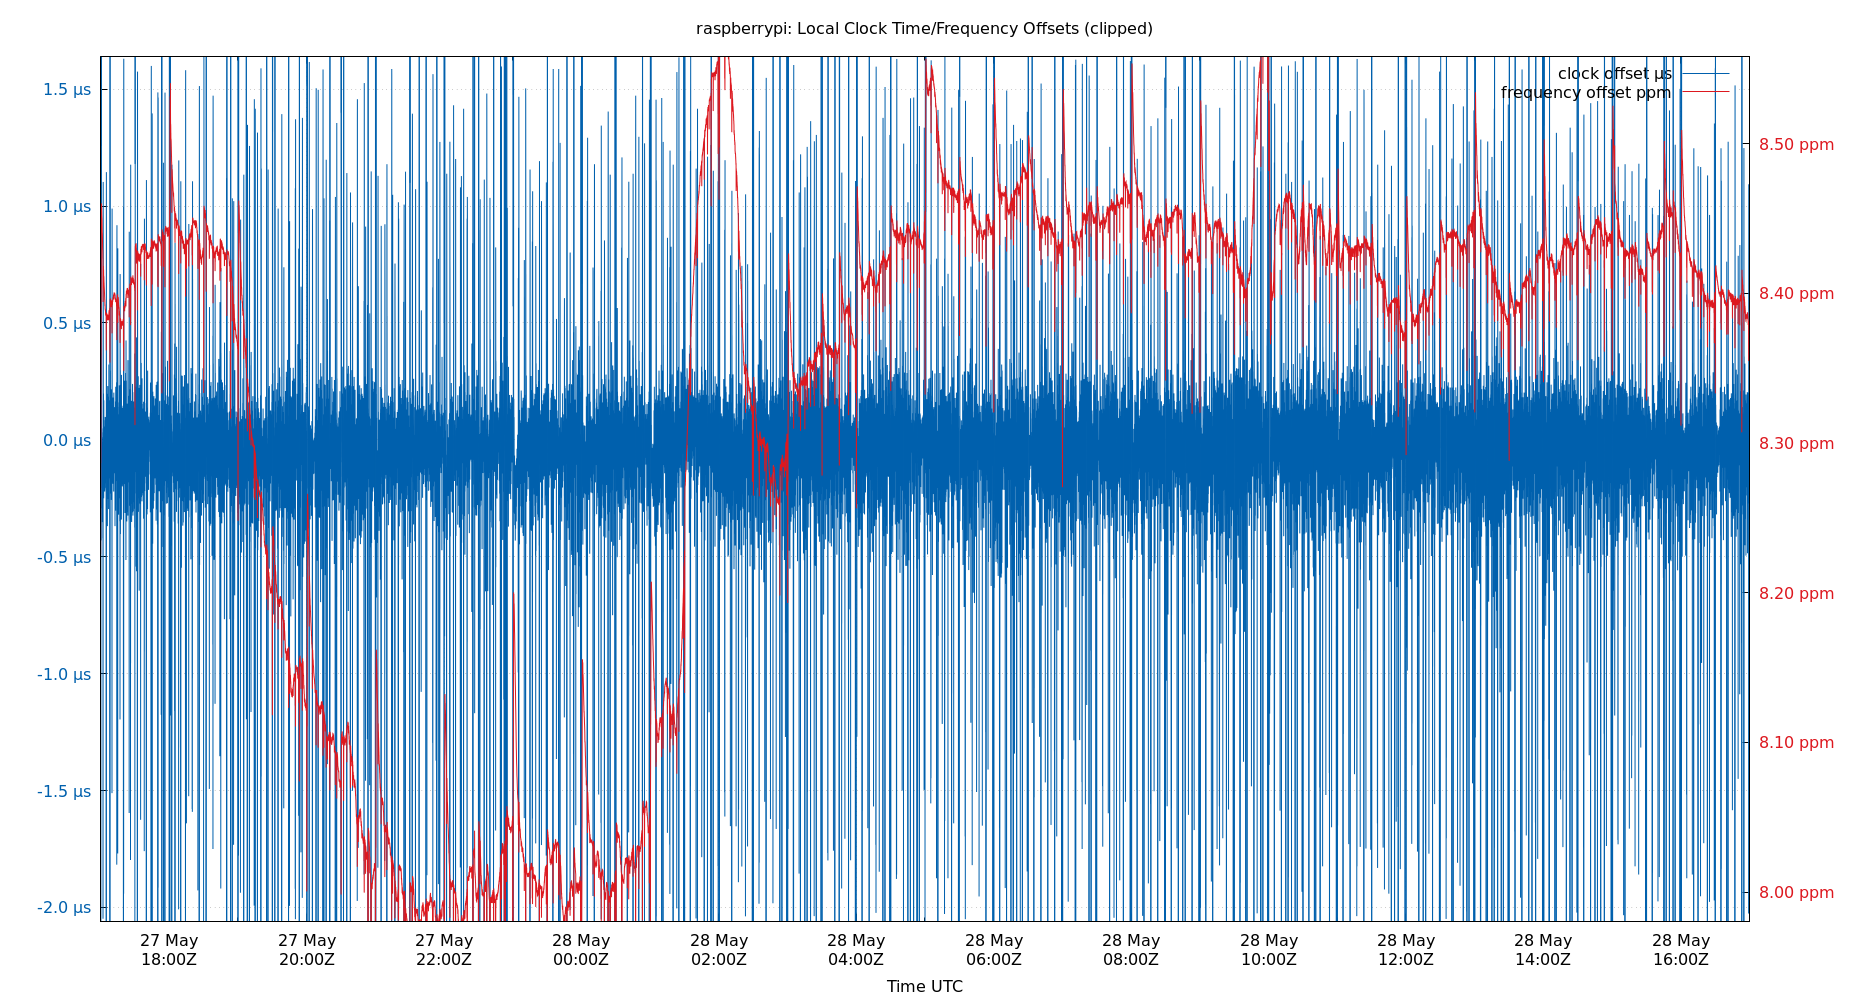 raspberrypi: Local Clock Time/Frequency Offsets (clipped)
clock offset µs
frequency offset ppm
1.5 µs
1.0 µs
0.5 µs
0.0 µs
-0.5 µs
-1.0 µs
-1.5 µs
-2.0 µs
8.50 ppm
8.40 ppm
8.30 ppm
8.20 ppm
8.10 ppm
8.00 ppm
27 May 27 May 27 May 28 May 28 May 28 May 28 May 28 May 28 May 28 May 28 May 28 May
18:00Z 20:00Z 22:00Z 00:00Z 02:00Z 04:00Z 06:00Z 08:00Z 10:00Z 12:00Z 14:00Z 16:00Z
Time UTC